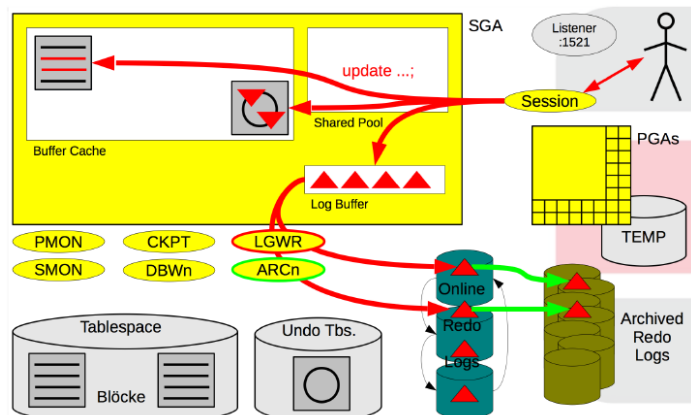 SGA
Listener
:1521
update ...;
Session
Shared Pool
Buffer Cache
PGAs
Log Buffer
TEMP
PMON
CKPT
LGWR
SMON
DBWn
ARCn
Online
Redo
Logs
Archived
Redo
Logs
Tablespace
Blöcke
Undo Tbs.